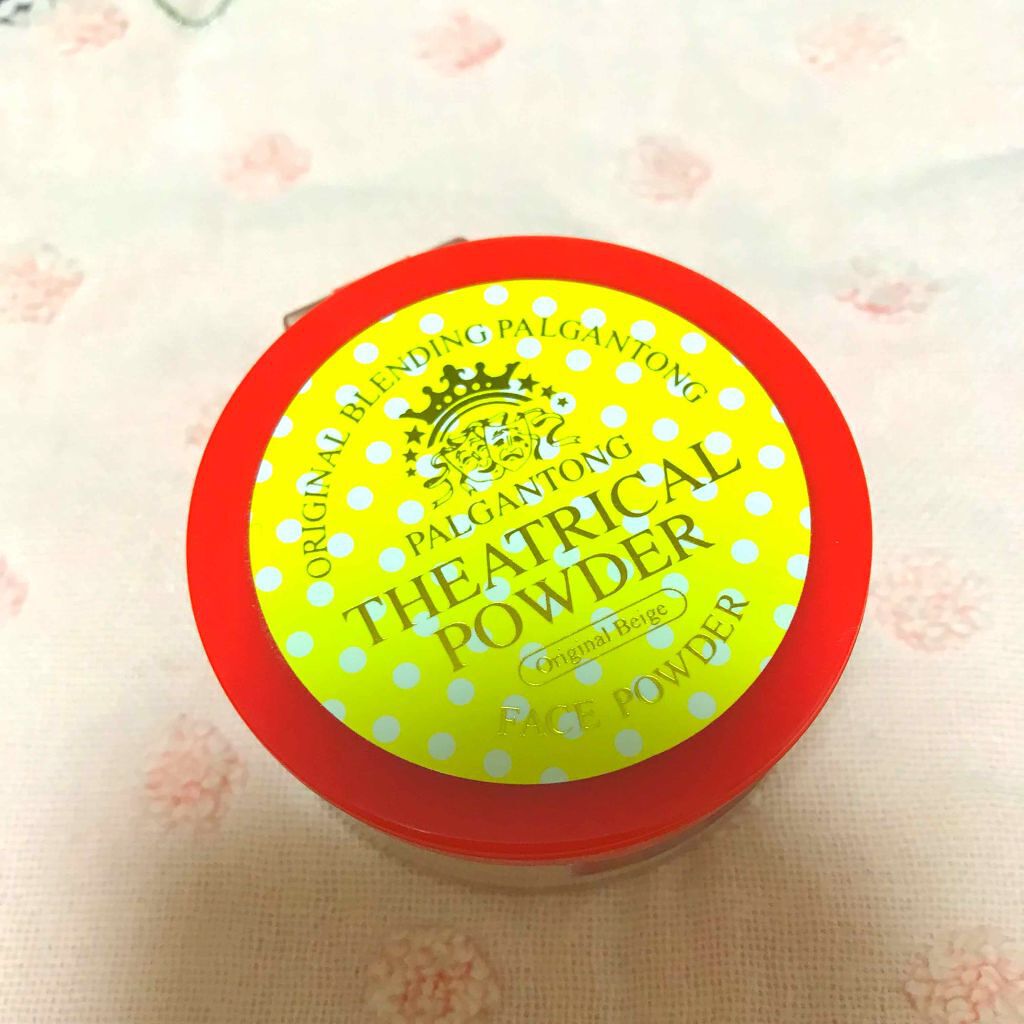 ORIGINAL BLENDING PALGANTONG
PALGANTONG
THEATRICAL
POWDER
Original Beige
FACE POWDER